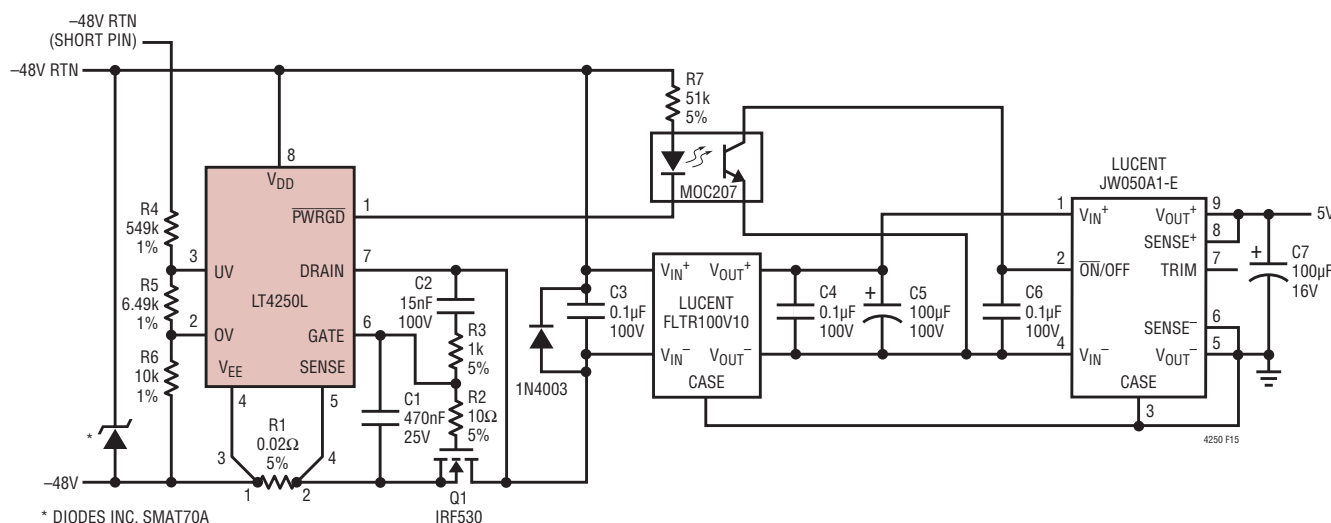 –48V RTN
(SHORT PIN)
–48V RTN
R4
549k
1%
R5
6.49k
1%
R6
10k
1%
*
–48V
* DIODES INC. SMAT70A
8
V_DD
P̅W̅R̅G̅D̅
1
3
UV
DRAIN
7
LT4250L
2
OV
GATE
6
V_EE
SENSE
4
5
R1
0.02Ω
5%
3
4
1
2
C1
470nF
25V
C2
15nF
100V
R3
1k
5%
R2
10Ω
5%
Q1
IRF530
1N4003
C3
0.1µF
100V
R7
51k
5%
MOC207
V_IN⁺
V_OUT⁺
LUCENT
FLTR100V10
V_IN⁻
V_OUT⁻
CASE
C4
0.1µF
100V
+
C5
100µF
100V
C6
0.1µF
100V
LUCENT
JW050A1-E
1
V_IN⁺
V_OUT⁺
9
SENSE⁺
8
2
O̅N̅/OFF
TRIM
7
SENSE⁻
6
4
V_IN⁻
V_OUT⁻
5
CASE
3
5V
+
C7
100µF
16V
4250 F15